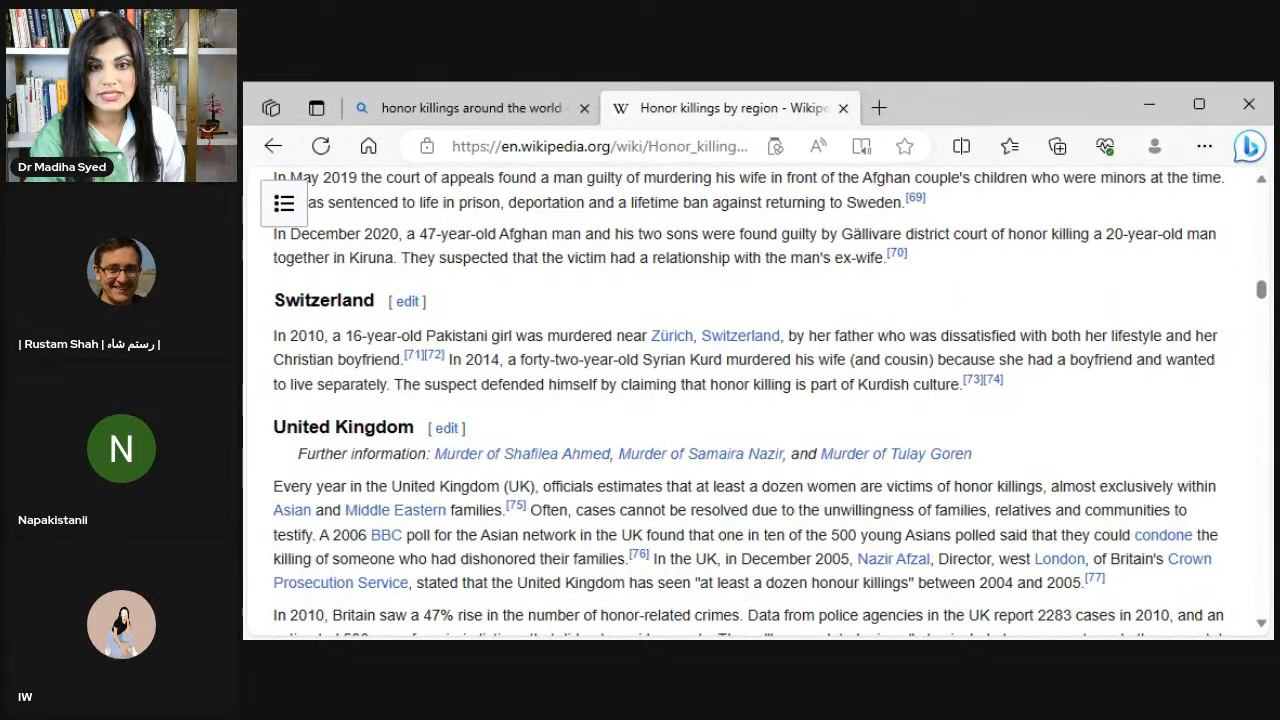 Dr Madiha Syed
| Rustam Shah | رستم شاہ |
N
Napakistanii
IW
honor killings around the world
W Honor killings by region - Wikipe
https://en.wikipedia.org/wiki/Honor_killing...
In May 2019 the court of appeals found a man guilty of murdering his wife in front of the Afghan couple's children who were minors at the time.
as sentenced to life in prison, deportation and a lifetime ban against returning to Sweden.[69]
In December 2020, a 47-year-old Afghan man and his two sons were found guilty by Gällivare district court of honor killing a 20-year-old man
together in Kiruna. They suspected that the victim had a relationship with the man's ex-wife.[70]
Switzerland [ edit ]
In 2010, a 16-year-old Pakistani girl was murdered near Zürich, Switzerland, by her father who was dissatisfied with both her lifestyle and her
Christian boyfriend.[71][72] In 2014, a forty-two-year-old Syrian Kurd murdered his wife (and cousin) because she had a boyfriend and wanted
to live separately. The suspect defended himself by claiming that honor killing is part of Kurdish culture.[73][74]
United Kingdom [ edit ]
Further information: Murder of Shafilea Ahmed, Murder of Samaira Nazir, and Murder of Tulay Goren
Every year in the United Kingdom (UK), officials estimates that at least a dozen women are victims of honor killings, almost exclusively within
Asian and Middle Eastern families.[75] Often, cases cannot be resolved due to the unwillingness of families, relatives and communities to
testify. A 2006 BBC poll for the Asian network in the UK found that one in ten of the 500 young Asians polled said that they could condone the
killing of someone who had dishonored their families.[76] In the UK, in December 2005, Nazir Afzal, Director, west London, of Britain's Crown
Prosecution Service, stated that the United Kingdom has seen "at least a dozen honour killings" between 2004 and 2005.[77]
In 2010, Britain saw a 47% rise in the number of honor-related crimes. Data from police agencies in the UK report 2283 cases in 2010, and an